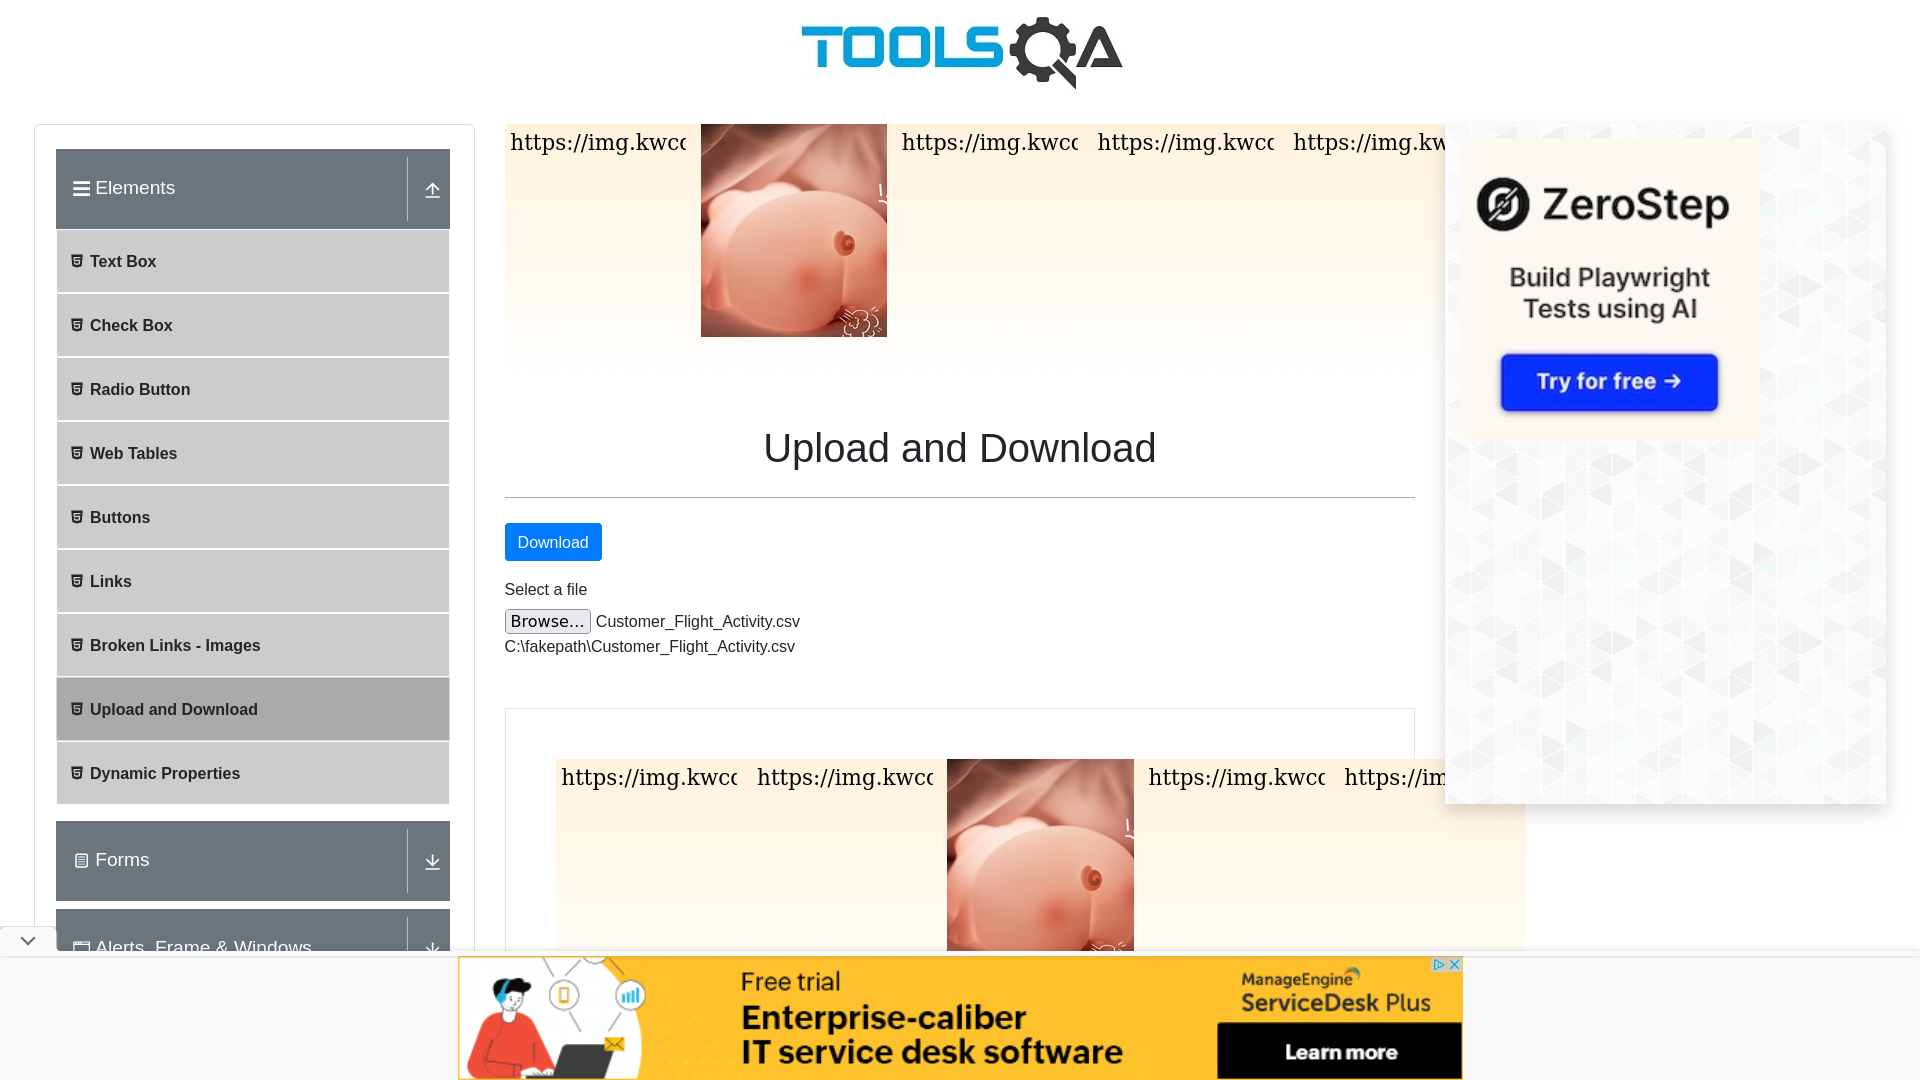 TOOLSQA
Elements
Text Box
Check Box
Radio Button
Web Tables
Buttons
Links
Broken Links - Images
Upload and Download
Dynamic Properties
Forms
Alerts, Frame & Windows
https://img.kwcc
https://img.kwcc
https://img.kwcc
https://img.kw
Upload and Download
Download
Select a file
Browse... Customer_Flight_Activity.csv
C:\fakepath\Customer_Flight_Activity.csv
https://img.kwcc
https://img.kwcc
https://img.kwcc
https://im
ZeroStep
Build Playwright
Tests using AI
Try for free →
Free trial
Enterprise-caliber
IT service desk software
ManageEngine
ServiceDesk Plus
Learn more